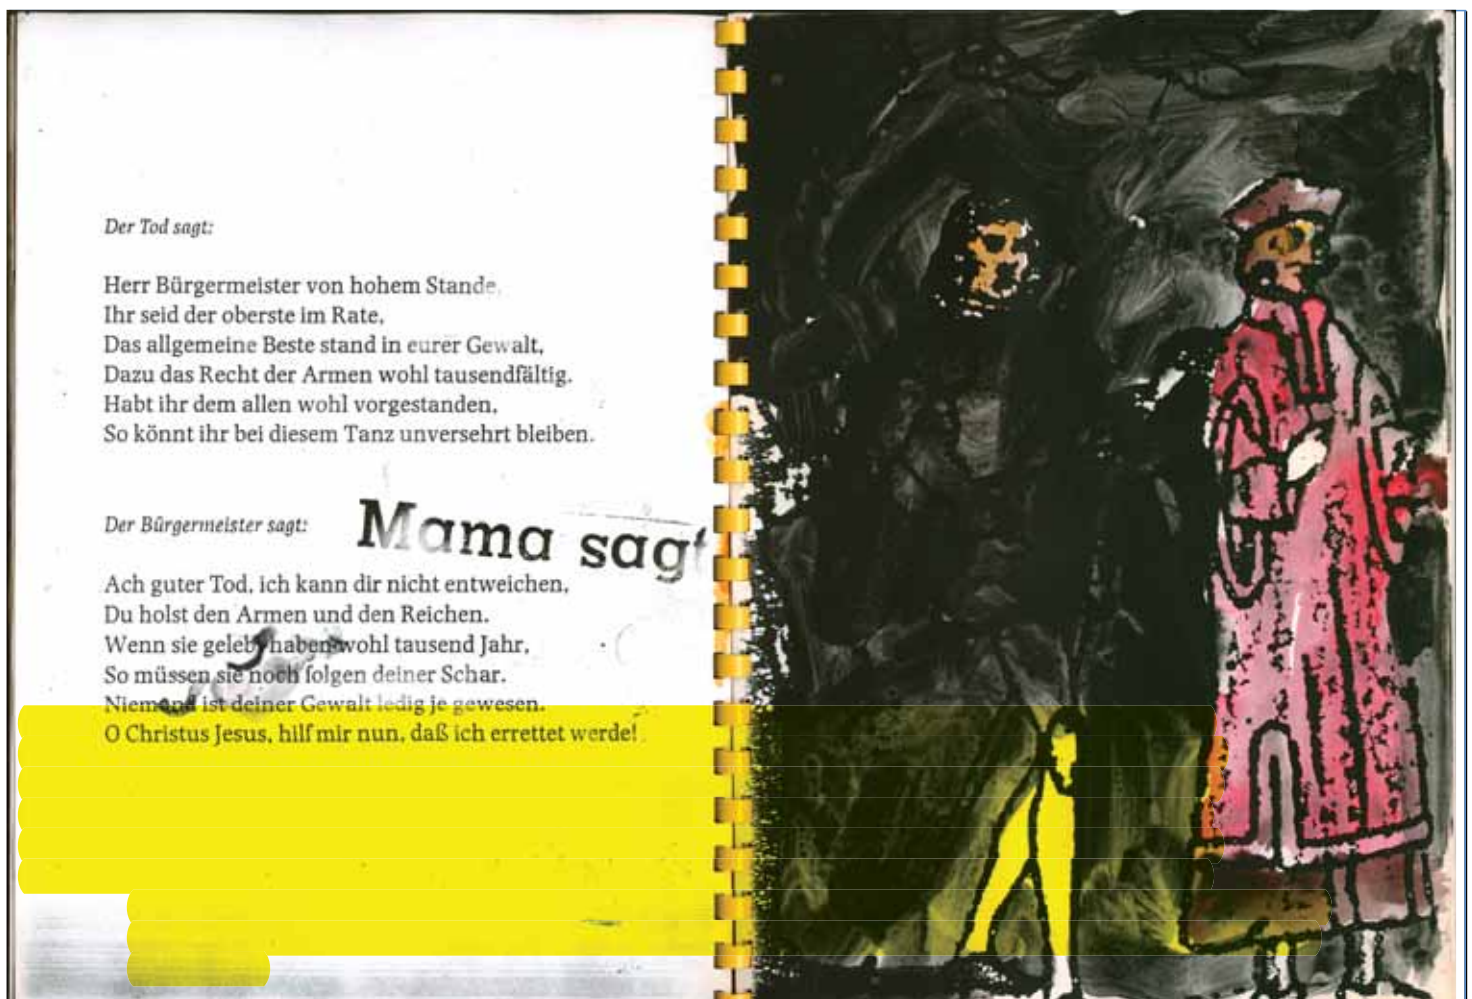 Der Tod sagt:
Herr Bürgermeister von hohem Stande,
Ihr seid der oberste im Rate,
Das allgemeine Beste stand in eurer Gewalt,
Dazu das Recht der Armen wohl tausendfältig.
Habt ihr dem allen wohl vorgestanden,
So könnt ihr bei diesem Tanz unversehrt bleiben.
Der Bürgermeister sagt:
Mama sagt
Ach guter Tod, ich kann dir nicht entweichen,
Du holst den Armen und den Reichen.
Wenn sie gelebt haben wohl tausend Jahr,
So müssen sie noch folgen deiner Schar.
Niemand ist deiner Gewalt ledig je gewesen.
O Christus Jesus, hilf mir nun, daß ich errettet werde!